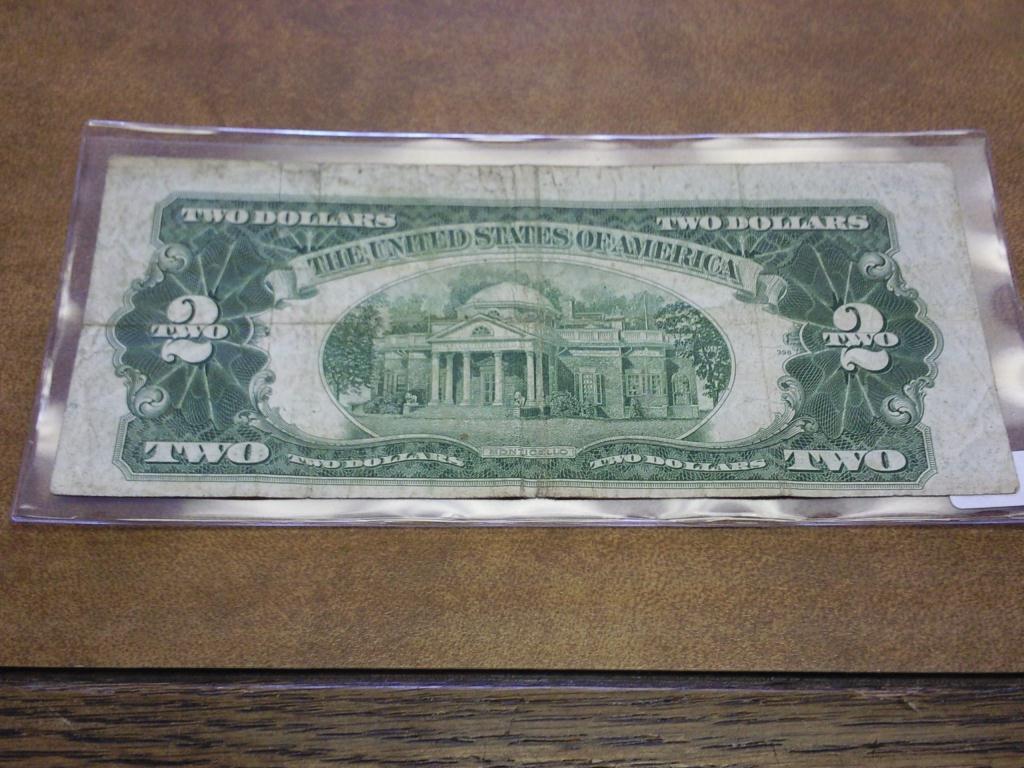 TWO DOLLARS TWO DOLLARS
THE UNITED STATES OF AMERICA
2 2
TWO TWO
398
MONTICELLO
TWO TWO DOLLARS TWO DOLLARS TWO